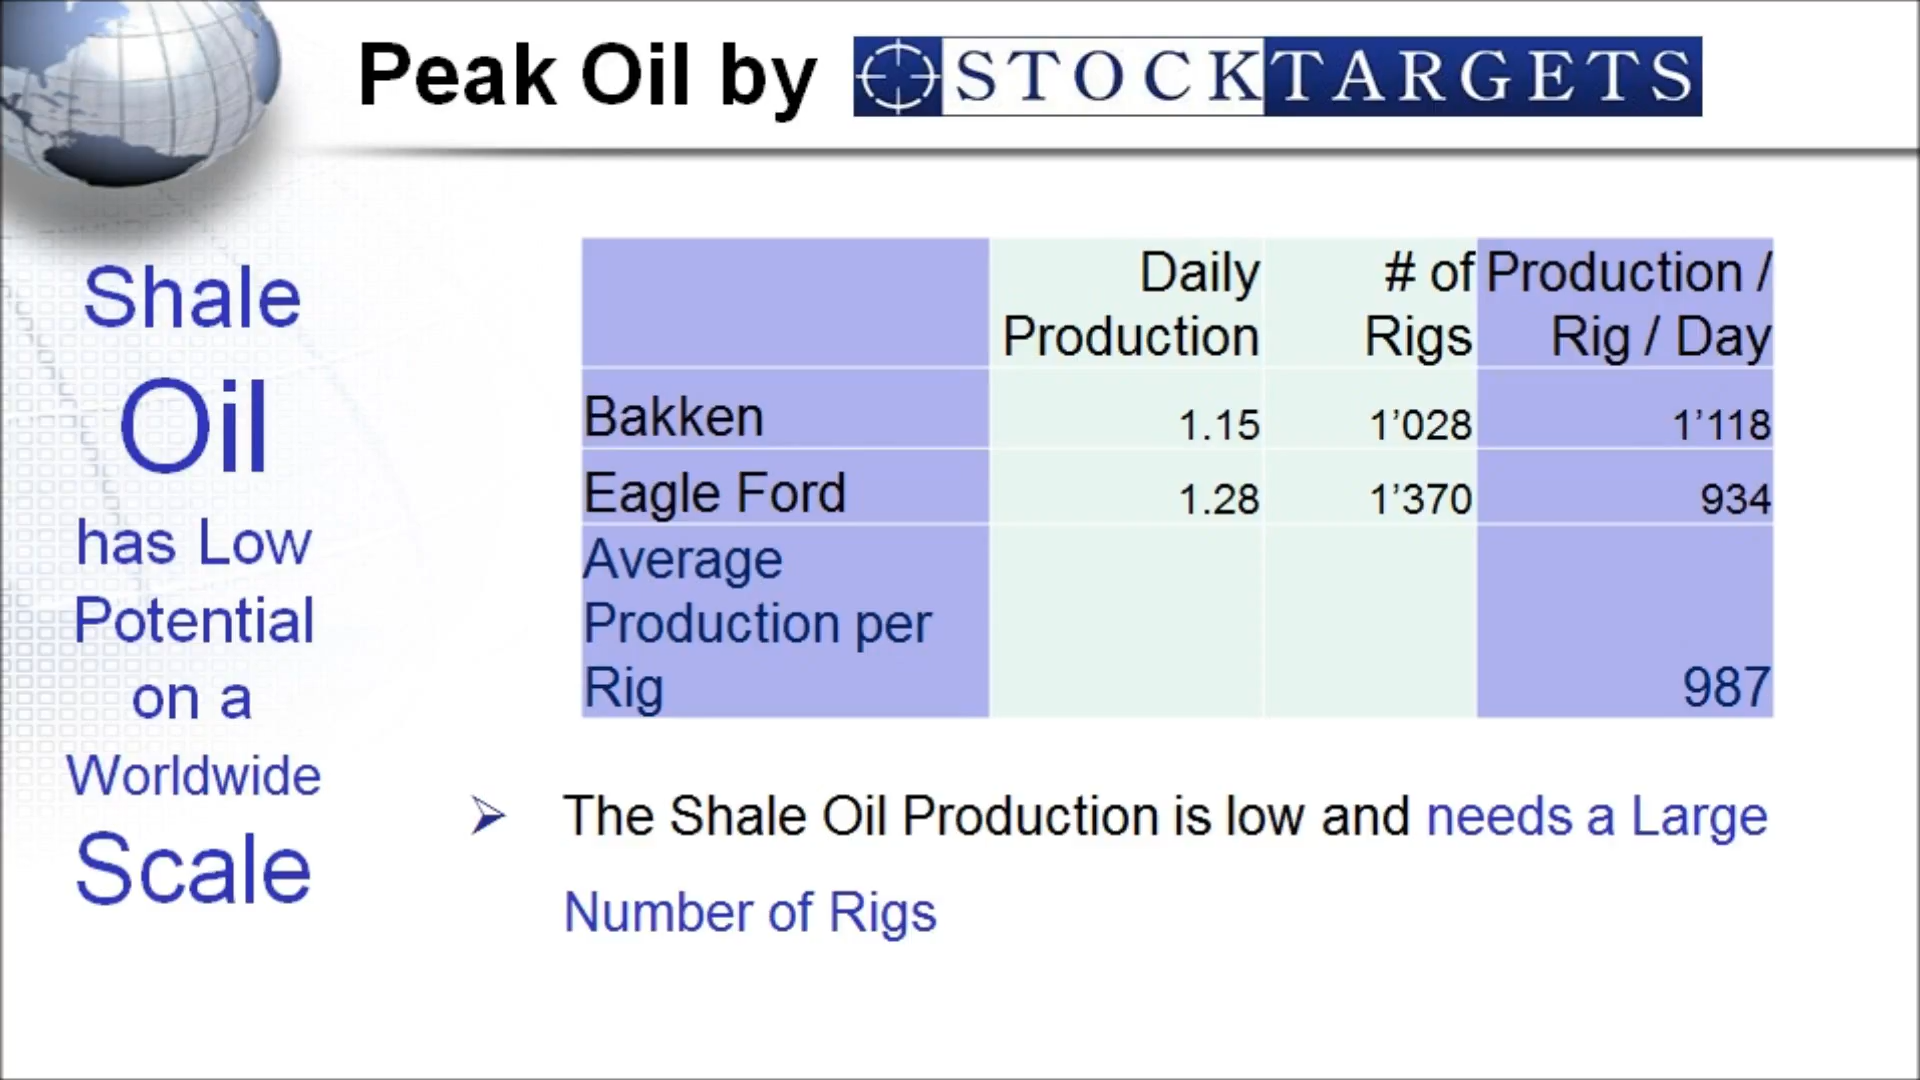 Peak Oil by STOCKTARGETS
Shale
Oil
has Low
Potential
on a
Worldwide
Scale
Daily Production # of Rigs Production / Rig / Day
Bakken 1.15 1’028 1’118
Eagle Ford 1.28 1’370 934
Average
Production per
Rig 987
➢ The Shale Oil Production is low and needs a Large
Number of Rigs